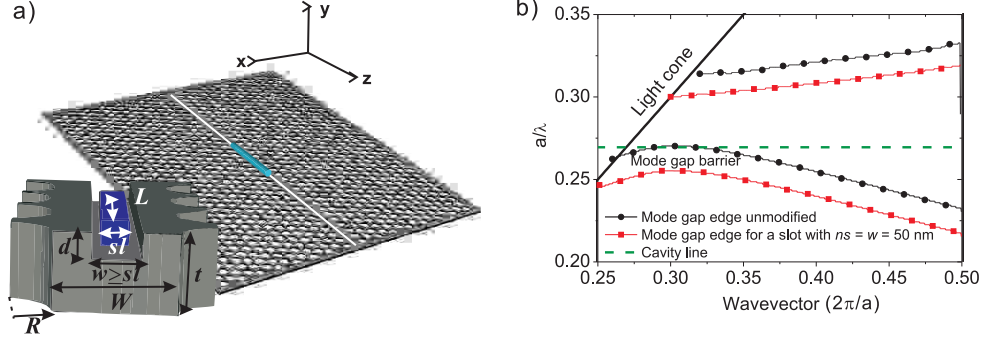 a)
y
x
z
L
sl
d
w≥sl
W
t
R
b)
0.35
0.30
0.25
0.20
a/λ
Light cone
Mode gap barrier
Mode gap edge unmodified
Mode gap edge for a slot with ns = w = 50 nm
Cavity line
0.25 0.30 0.35 0.40 0.45 0.50
Wavevector (2π/a)